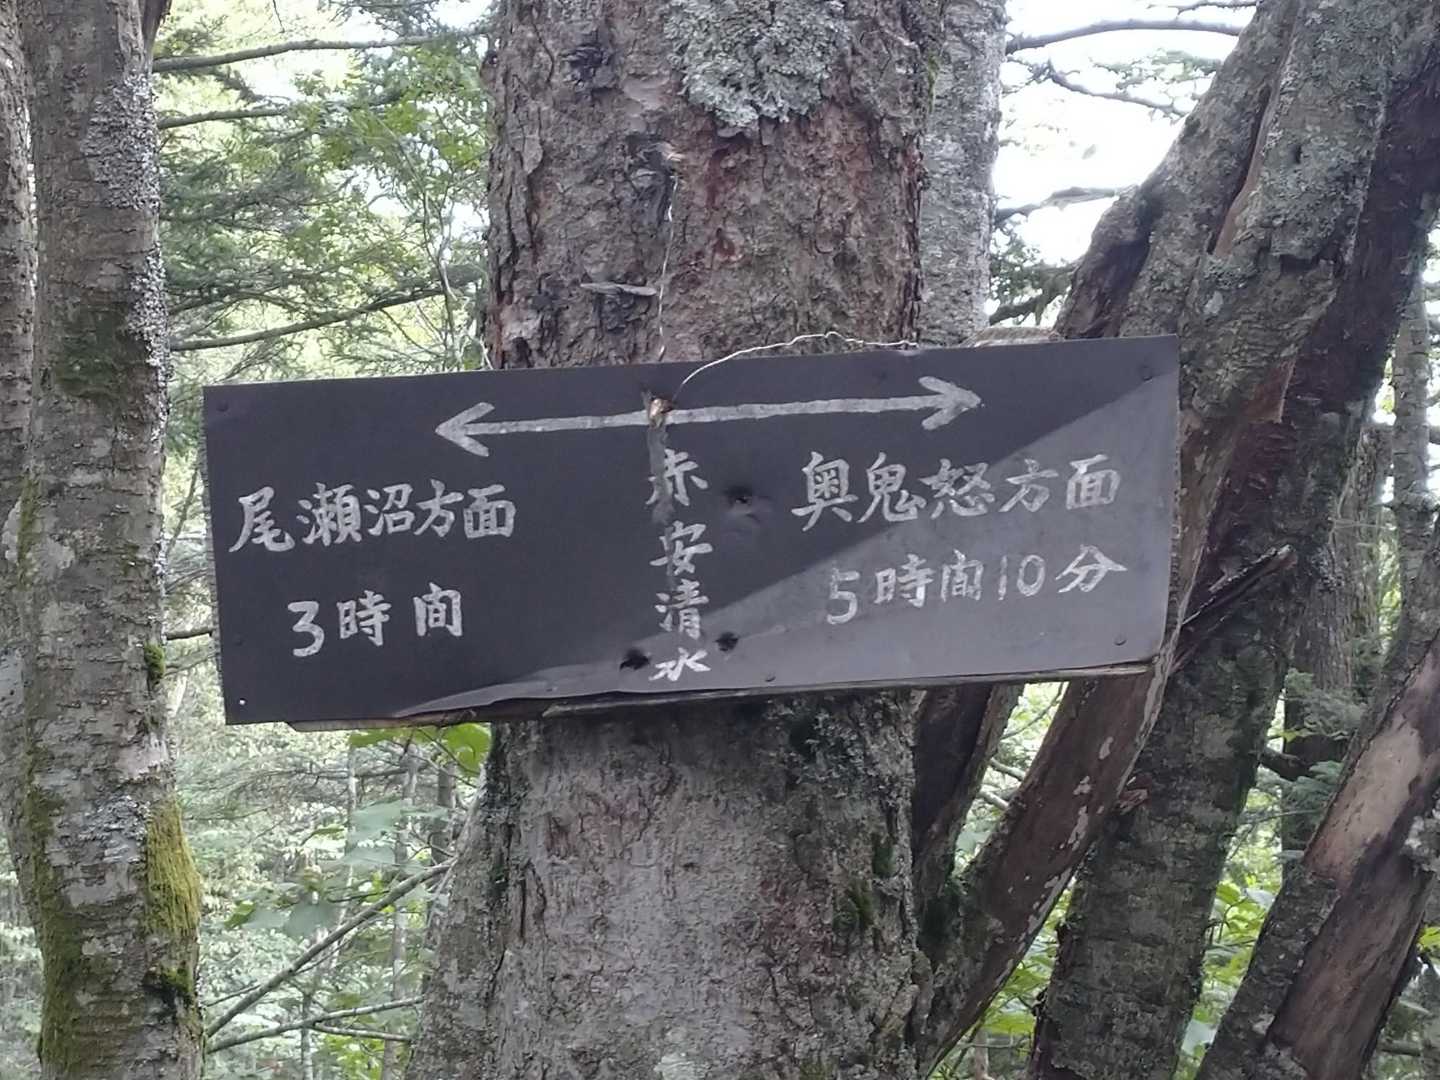 尾瀬沼方面
3時間
赤安清水
奥鬼怒方面
5時間10分